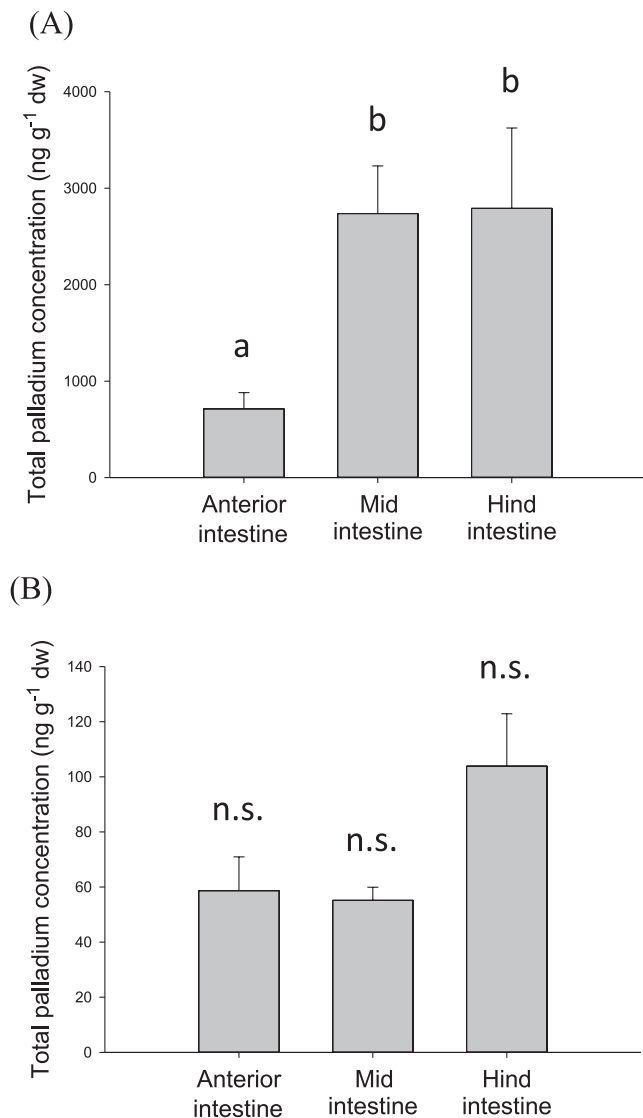 (A)
Total palladium concentration (ng g⁻¹ dw)
4000
3000
2000
1000
0
a
b
b
Anterior intestine
Mid intestine
Hind intestine
(B)
Total palladium concentration (ng g⁻¹ dw)
140
120
100
80
60
40
20
0
n.s.
n.s.
n.s.
Anterior intestine
Mid intestine
Hind intestine